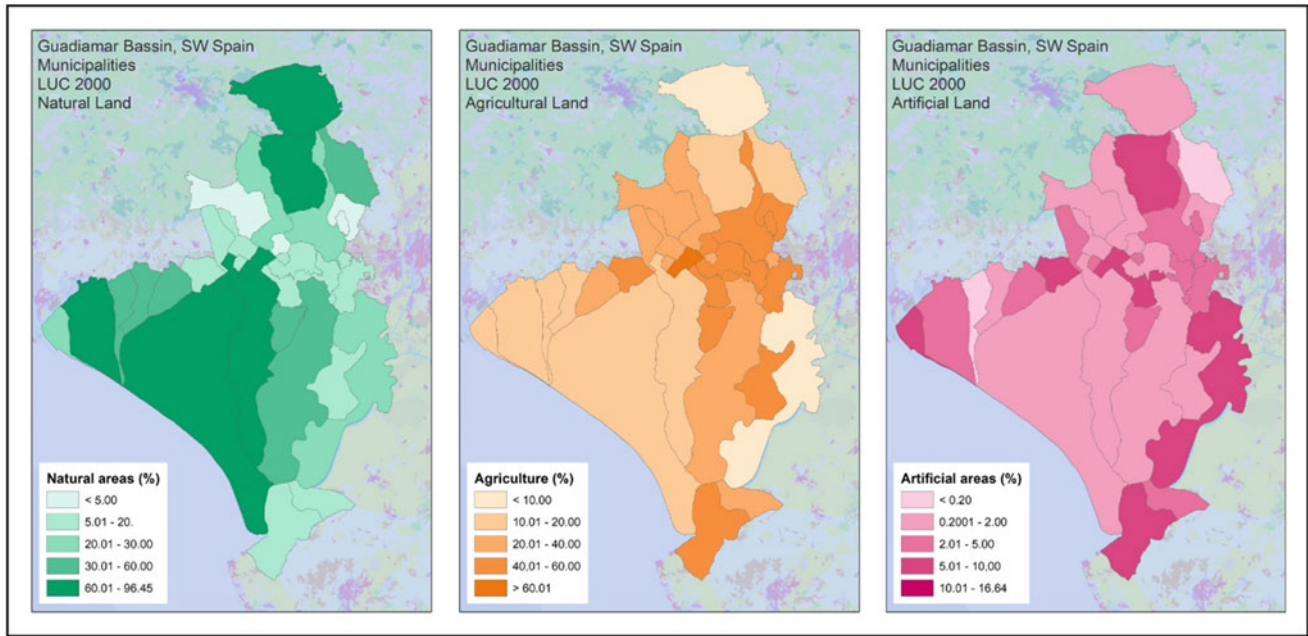 Guadiamar Bassin, SW Spain
Municipalities
LUC 2000
Natural Land
Natural areas (%)
< 5.00
5.01 - 20.
20.01 - 30.00
30.01 - 60.00
60.01 - 96.45
Guadiamar Bassin, SW Spain
Municipalities
LUC 2000
Agricultural Land
Agriculture (%)
< 10.00
10.01 - 20.00
20.01 - 40.00
40.01 - 60.00
> 60.01
Guadiamar Bassin, SW Spain
Municipalities
LUC 2000
Artificial Land
Artificial areas (%)
< 0.20
0.2001 - 2.00
2.01 - 5.00
5.01 - 10.00
10.01 - 16.64